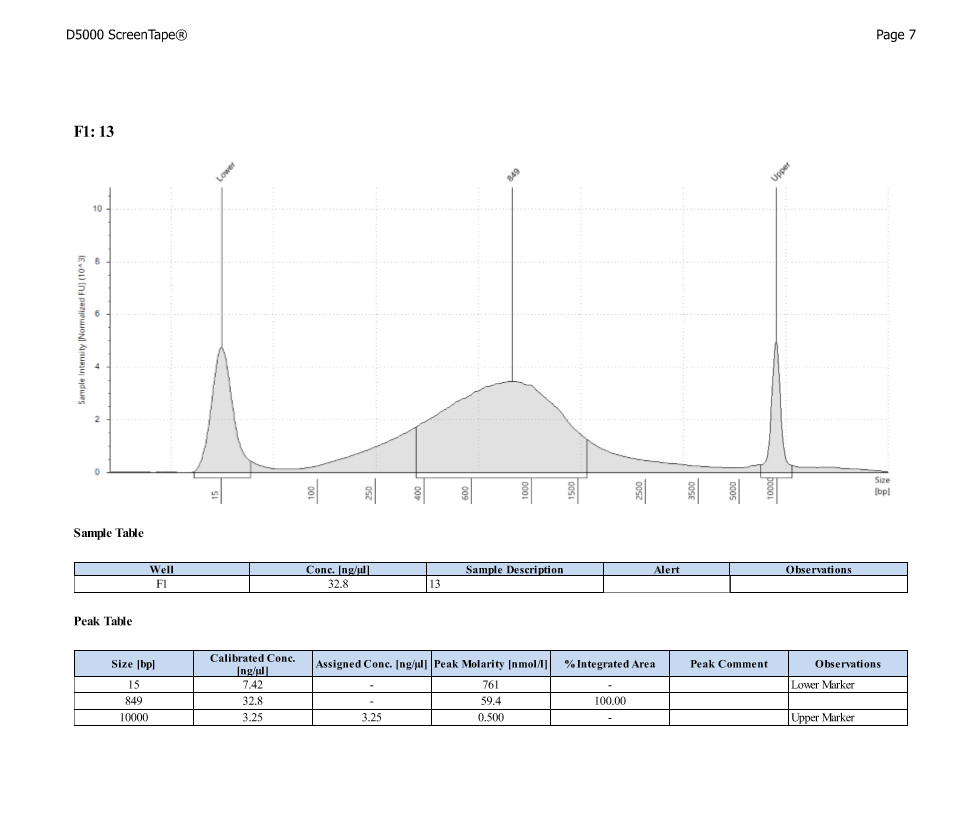 D5000 ScreenTape® Page 7
F1: 13
Lower 849 Upper
Sample Intensity [Normalized FU] (10^3)
10
8
6
4
2
0
15 100 250 400 600 1000 1500 2500 3500 5000 10000 Size [bp]
Sample Table
Well Conc. [ng/µl] Sample Description Alert Observations
F1 32.8 13
Peak Table
Size [bp] Calibrated Conc. [ng/µl] Assigned Conc. [ng/µl] Peak Molarity [nmol/l] % Integrated Area Peak Comment Observations
15 7.42 - 761 - Lower Marker
849 32.8 - 59.4 100.00
10000 3.25 3.25 0.500 - Upper Marker